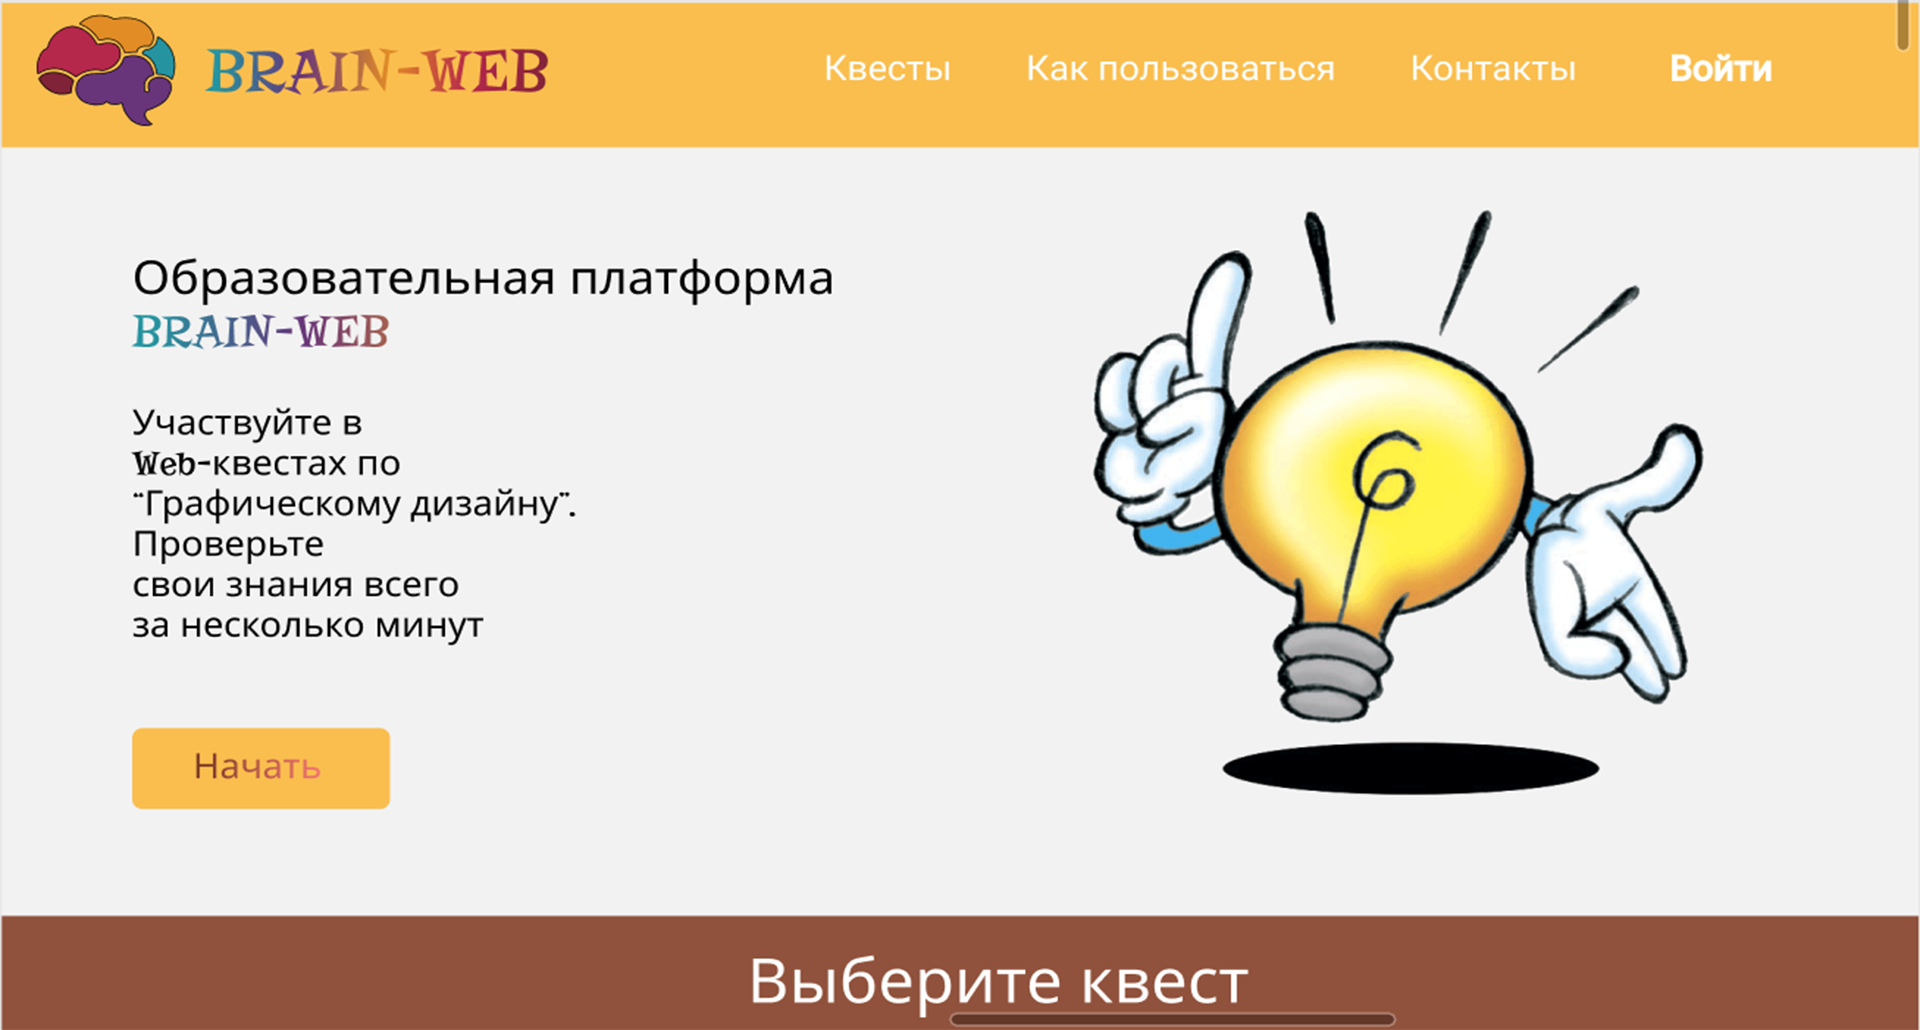 BRAIN-WEB
Квесты Как пользоваться Контакты Войти
Образовательная платформа
BRAIN-WEB
Участвуйте в
Web-квестах по
“Графическому дизайну”.
Проверьте
свои знания всего
за несколько минут
Начать
Выберите квест